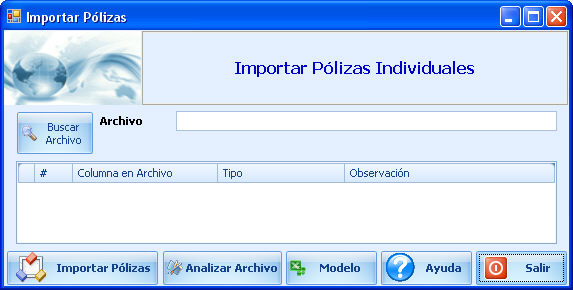 Importar Pólizas
Importar Pólizas Individuales
Buscar
Archivo
Archivo
# Columna en Archivo Tipo Observación
Importar Pólizas Analizar Archivo Modelo Ayuda Salir